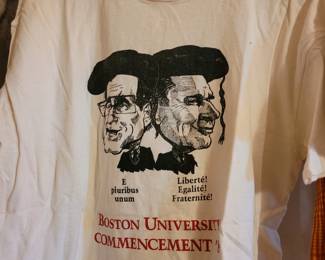 E
pluribus
unum
Liberté!
Egalité!
Fraternité!
BOSTON UNIVERSITY
COMMENCEMENT '